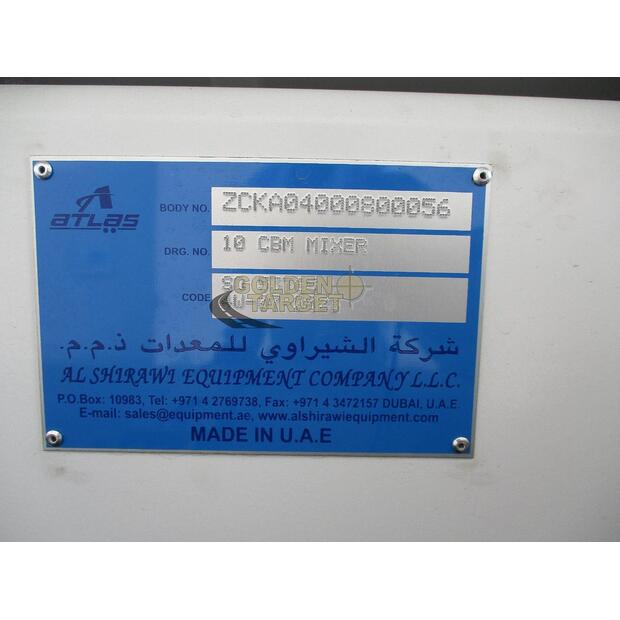 ATLAS
BODY NO. ZCKA04000800056
DRG. NO. 10 CBM MIXER
CODE
GOLDEN
TARGET
شركة الشيراوي للمعدات ذ.م.م.
AL SHIRAWI EQUIPMENT COMPANY L.L.C.
P.O.Box: 10983, Tel: +971 4 2769738, Fax: +971 4 3472157 DUBAI, U.A.E.
E-mail: sales@equipment.ae, www.alshirawiequipment.com
MADE IN U.A.E